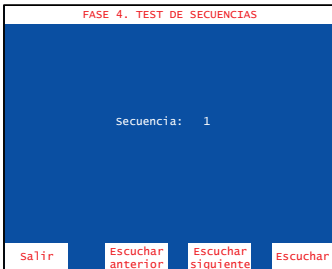 FASE 4. TEST DE SECUENCIAS
Secuencia: 1
Salir
Escuchar
anterior
Escuchar
siguiente
Escuchar